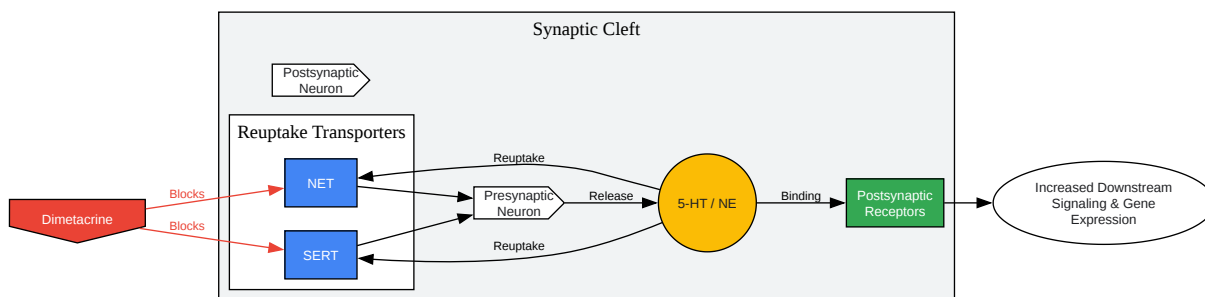 Synaptic Cleft
Postsynaptic
Neuron
Reuptake Transporters
NET
SERT
Dimetacrine
Blocks
Blocks
Reuptake
Presynaptic
Neuron
Release
Reuptake
5-HT / NE
Binding
Postsynaptic
Receptors
Increased Downstream
Signaling & Gene
Expression